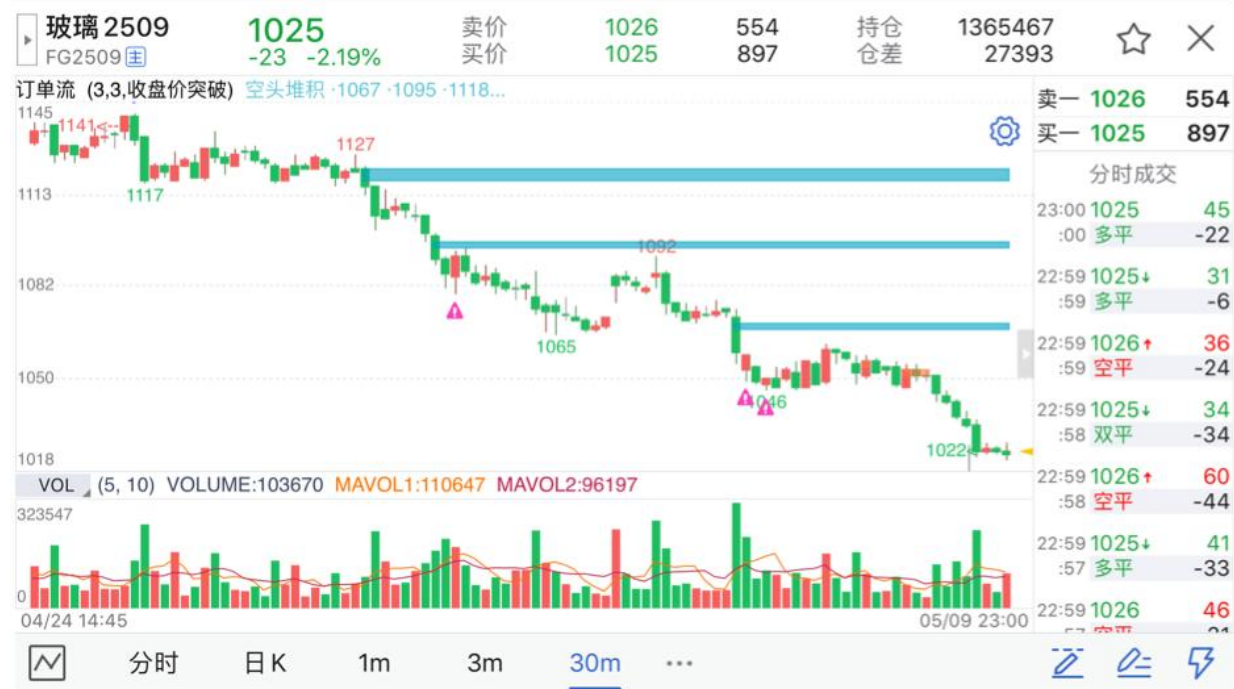 玻璃2509 1025 卖价 1026 554 持仓 1365467
FG2509 主 -23 -2.19% 买价 1025 897 仓差 27393
订单流 (3,3,收盘价突破) 空头堆积 ·1067 ·1095 ·1118...
1145
1141<--
1127
1117
1113
1092
1082
1065
1050
1046
1022<
1018
VOL (5, 10) VOLUME:103670 MAVOL1:110647 MAVOL2:96197
323547
0
04/24 14:45 05/09 23:00
卖一 1026 554
买一 1025 897
分时成交
23:00 1025 45
:00 多平 -22
22:59 1025↓ 31
:59 多平 -6
22:59 1026↑ 36
:59 空平 -24
22:59 1025↓ 34
:58 双平 -34
22:59 1026↑ 60
:58 空平 -44
22:59 1025↓ 41
:57 多平 -33
22:59 1026 46
分时 日K 1m 3m 30m